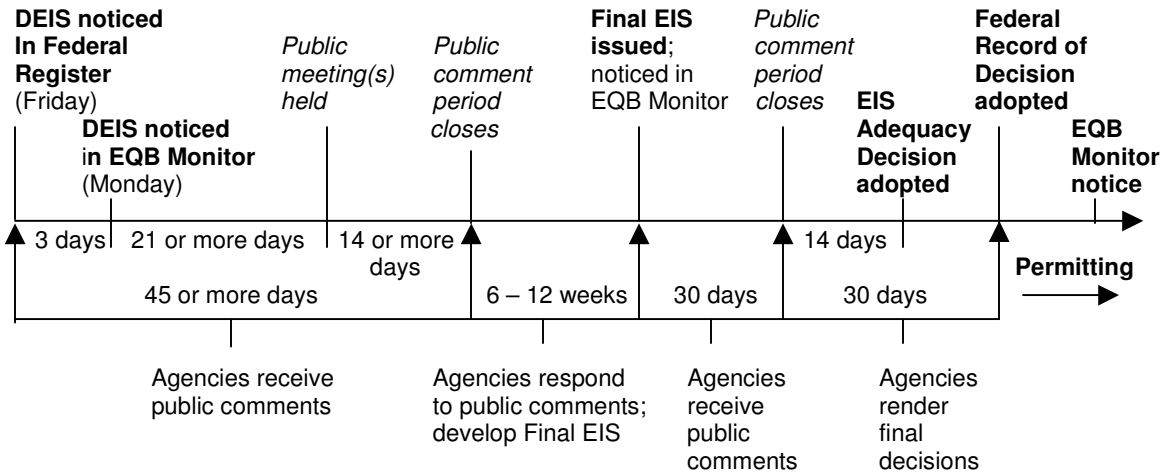 DEIS noticed
In Federal
Register
(Friday)
DEIS noticed
in EQB Monitor
(Monday)
Public
meeting(s)
held
Public
comment
period
closes
Final EIS
issued;
noticed in
EQB Monitor
Public
comment
period
closes
EIS
Adequacy
Decision
adopted
Federal
Record of
Decision
adopted
EQB
Monitor
notice
3 days
21 or more days
14 or more
days
14 days
Permitting
45 or more days
6 – 12 weeks
30 days
30 days
Agencies receive
public comments
Agencies respond
to public comments;
develop Final EIS
Agencies
receive
public
comments
Agencies
render
final
decisions